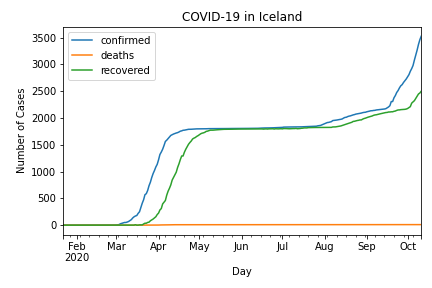 COVID-19 in Iceland
confirmed
deaths
recovered
Number of Cases
3500
3000
2500
2000
1500
1000
500
0
Feb
2020
Mar
Apr
May
Jun
Jul
Aug
Sep
Oct
Day